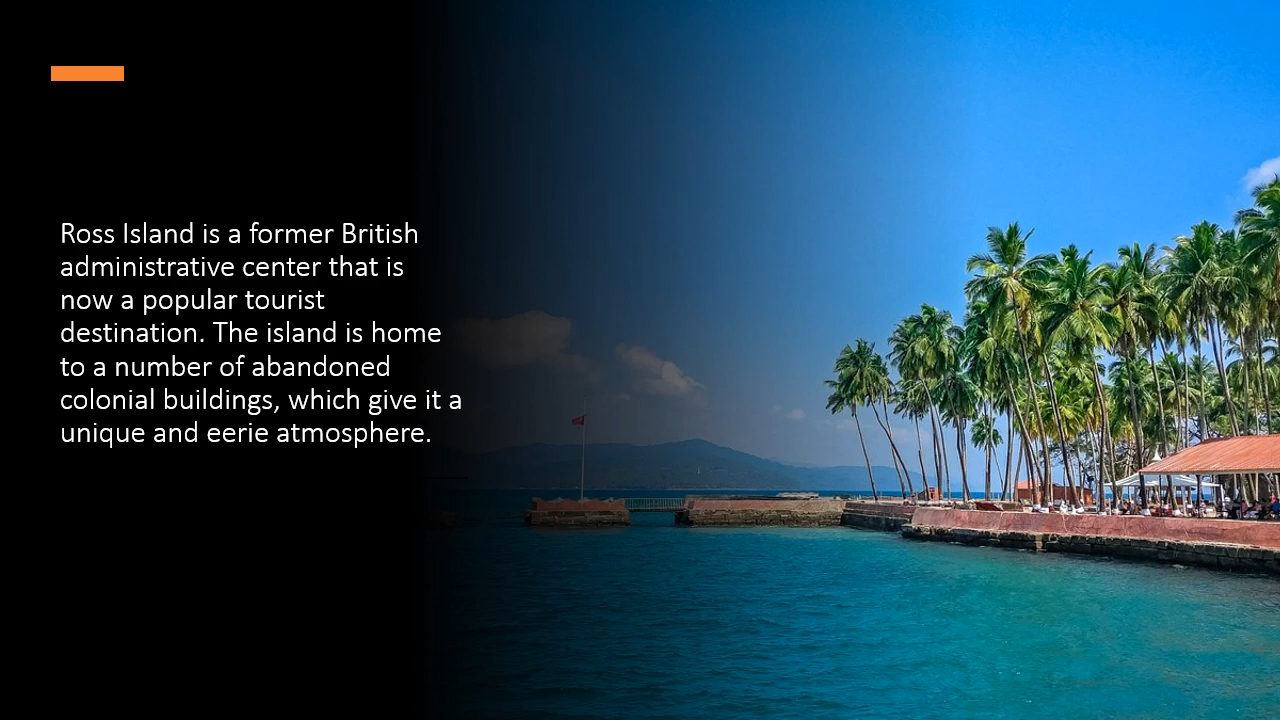 Ross Island is a former British
administrative center that is
now a popular tourist
destination. The island is home
to a number of abandoned
colonial buildings, which give it a
unique and eerie atmosphere.